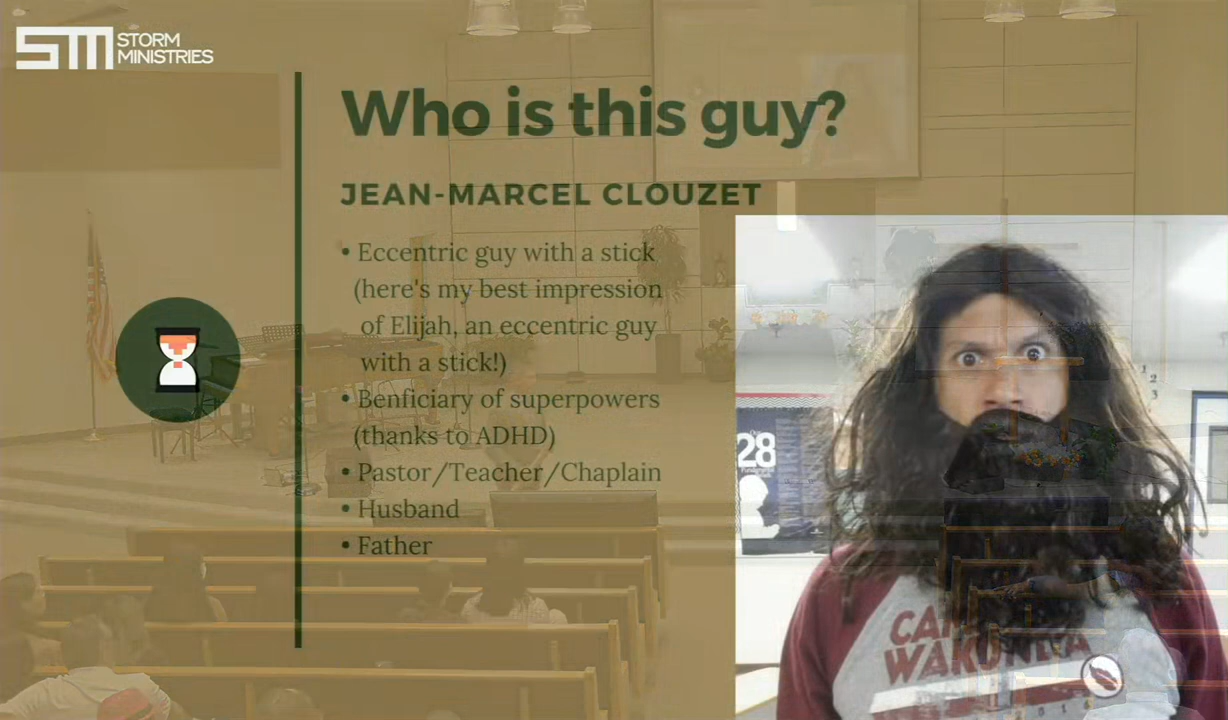 STORM
MINISTRIES
Who is this guy?
JEAN-MARCEL CLOUZET
• Eccentric guy with a stick
(here's my best impression
of Elijah, an eccentric guy
with a stick!)
• Benficiary of superpowers
(thanks to ADHD)
• Pastor/Teacher/Chaplain
• Husband
• Father
28
WAKONDA